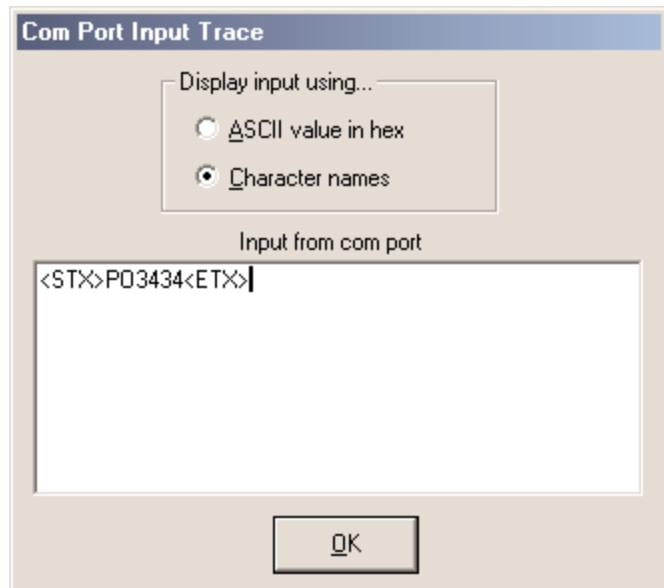 Com Port Input Trace
Display input using...
ASCII value in hex
Character names
Input from com port
<STX>PO3434<ETX>
OK